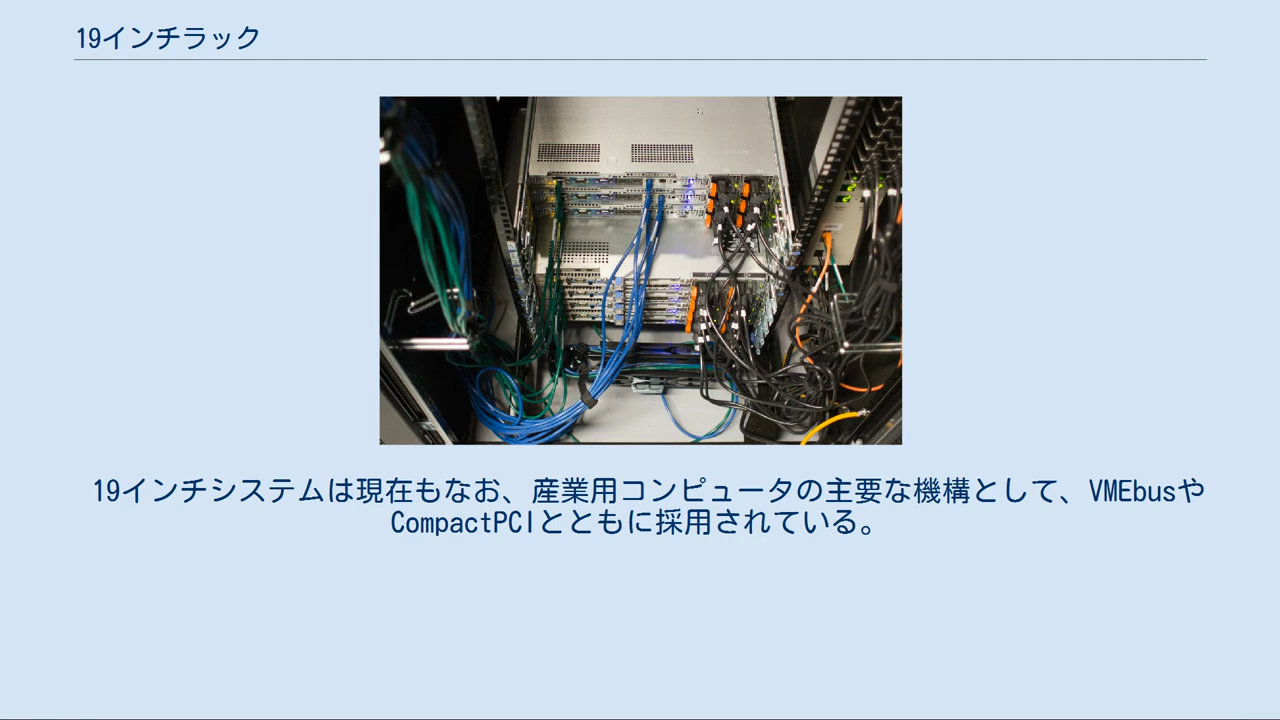 19インチラック
19インチシステムは現在もなお、産業用コンピュータの主要な機構として、VMEbusや
CompactPCIとともに採用されている。